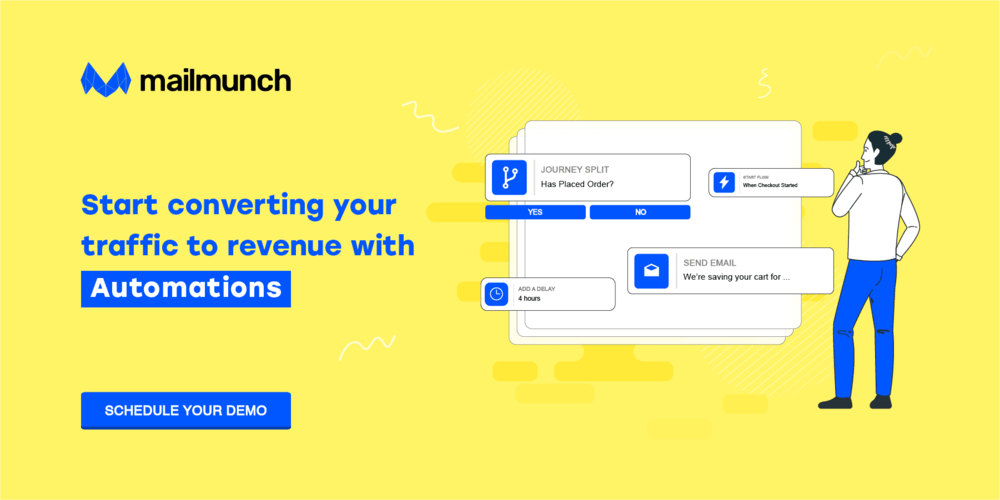 mailmunch
Start converting your
traffic to revenue with
Automations
SCHEDULE YOUR DEMO
JOURNEY SPLIT
Has Placed Order?
YES
NO
START FLOW
When Checkout Started
SEND EMAIL
We're saving your cart for ...
ADD A DELAY
4 hours